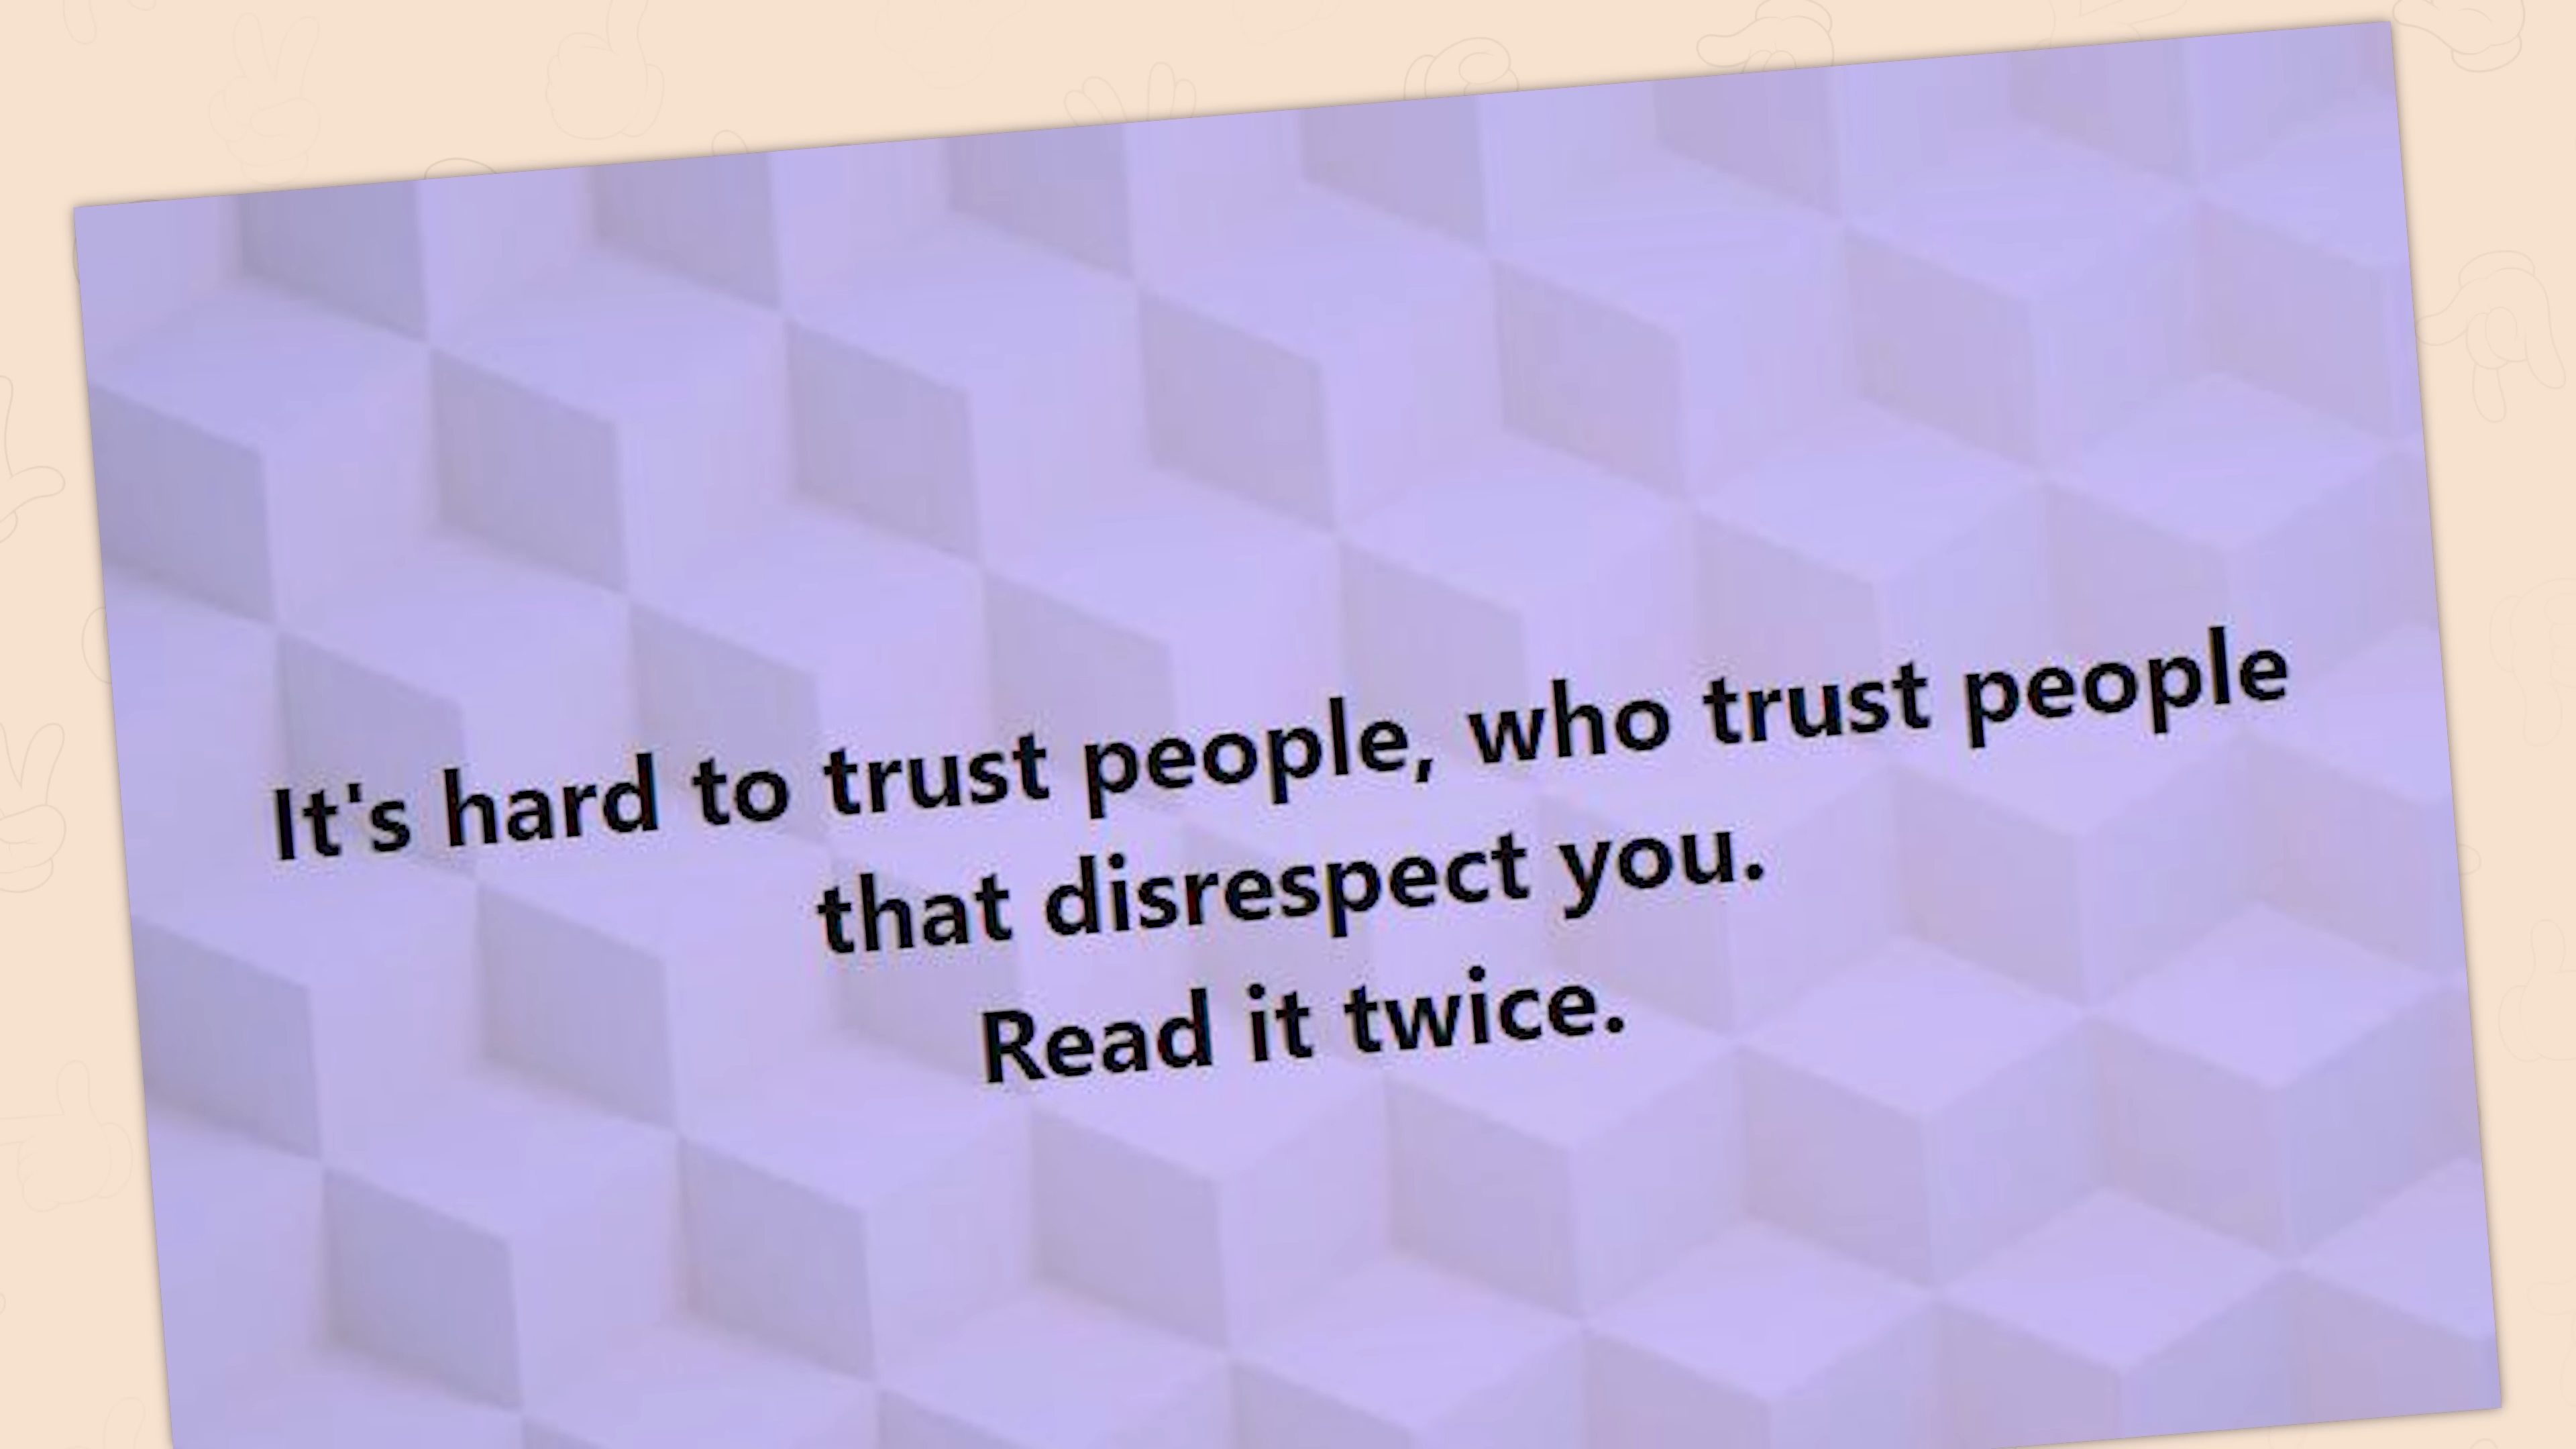 It's hard to trust people, who trust people
that disrespect you.
Read it twice.